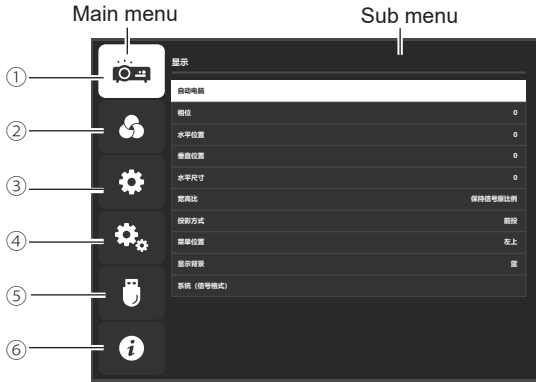 Main menu
Sub menu
①
②
③
④
⑤
⑥
显示
自动电脑
相位 0
水平位置 0
垂直位置 0
水平尺寸 0
宽高比 保持信号原比例
投影方式 前投
菜单位置 左上
显示背景 蓝
系统（信号格式）